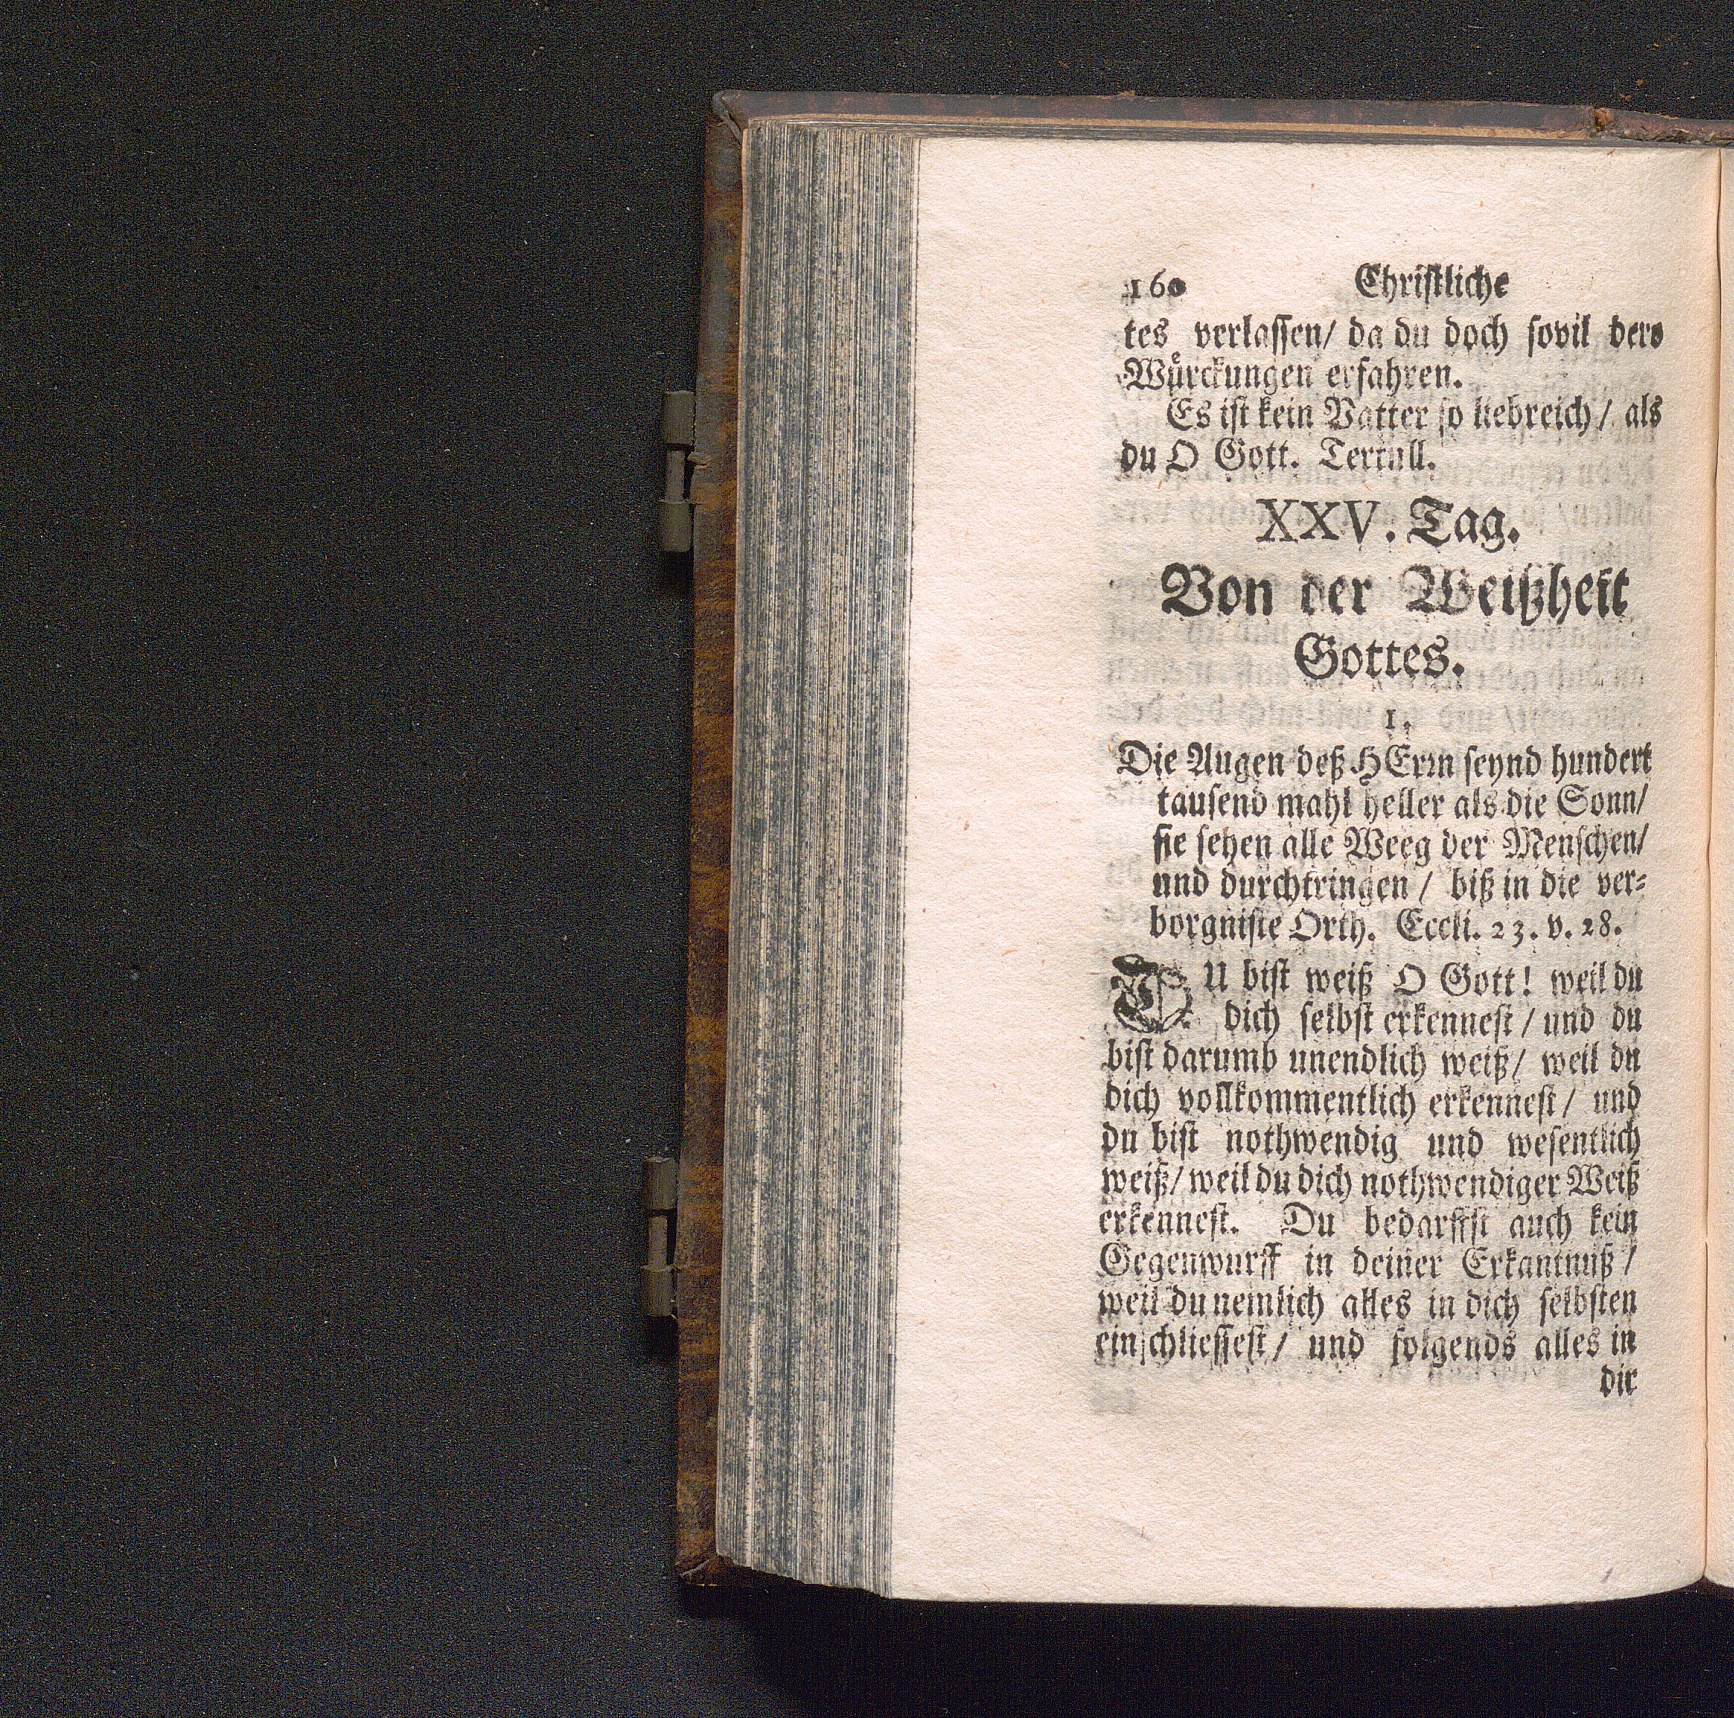 160 Christliche
tes verlassen/ da du doch sovil dero
Würckungen erfahren.
Es ist kein Vatter so liebreich/ als
du O Gott. Tertull.
XXV. Tag.
Von der Weißheit
Gottes.
1.
Die Augen deß HErrn seynd hundert
tausend mahl heller als die Sonn/
sie sehen alle Weeg der Menschen/
und durchtringen / biß in die ver-
borgniste Orth. Eccli. 23. v. 28.
DU bist weiß O Gott! weil du
dich selbst erkennest / und du
bist darumb unendlich weiß/ weil du
dich vollkommentlich erkennest/ und
du bist nothwendig und wesentlich
weiß/ weil du dich nothwendiger Weiß
erkennest. Du bedarffst auch kein
Gegenwurff in deiner Erkantnuß/
weil du nemlich alles in dich selbsten
einschliessest/ und folgends alles in
dir